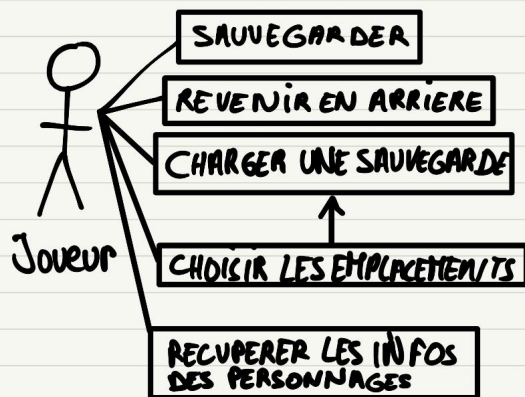 SAUVEGARDER
REVENIR EN ARRIERE
CHARGER UNE SAUVEGARDE
Joueur
CHOISIR LES EMPLACEMENTS
RECUPERER LES INFOS
DES PERSONNAGES